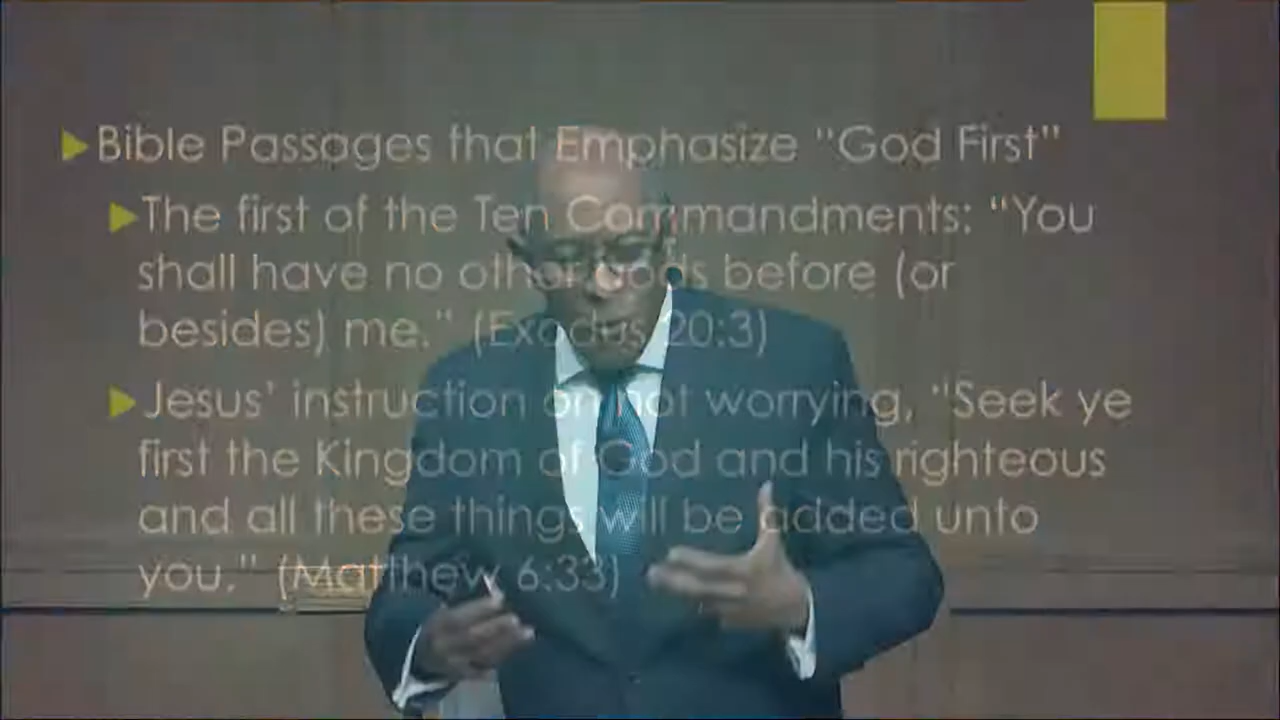 Bible Passages that Emphasize “God First”
The first of the Ten Commandments: “You
shall have no other Gods before (or
besides) me.” (Exodus 20:3)
Jesus’ instruction on not worrying, “Seek ye
first the Kingdom of God and his righteous
and all these things will be added unto
you.” (Matthew 6:33)